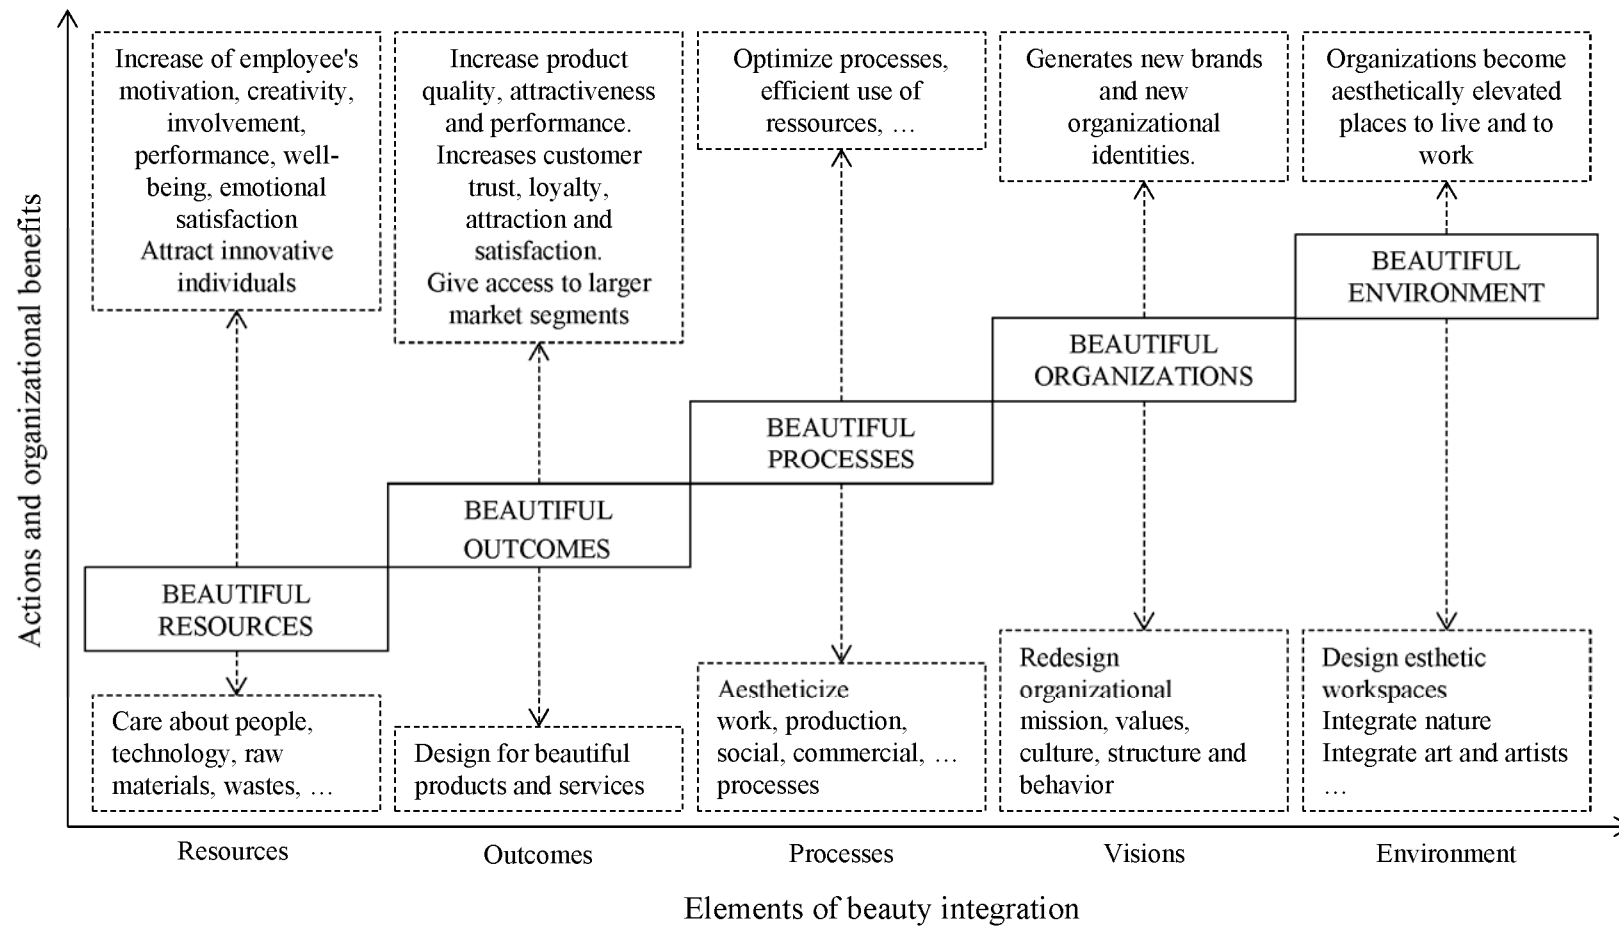 Actions and organizational benefits
Increase of employee's
motivation, creativity,
involvement,
performance, well-
being, emotional
satisfaction
Attract innovative
individuals
Increase product
quality, attractiveness
and performance.
Increases customer
trust, loyalty,
attraction and
satisfaction.
Give access to larger
market segments
Optimize processes,
efficient use of
ressources, …
Generates new brands
and new
organizational
identities.
Organizations become
aesthetically elevated
places to live and to
work
BEAUTIFUL
RESOURCES
BEAUTIFUL
OUTCOMES
BEAUTIFUL
PROCESSES
BEAUTIFUL
ORGANIZATIONS
BEAUTIFUL
ENVIRONMENT
Care about people,
technology, raw
materials, wastes, …
Design for beautiful
products and services
Aestheticize
work, production,
social, commercial, …
processes
Redesign
organizational
mission, values,
culture, structure and
behavior
Design esthetic
workspaces
Integrate nature
Integrate art and artists
…
Resources
Outcomes
Processes
Visions
Environment
Elements of beauty integration